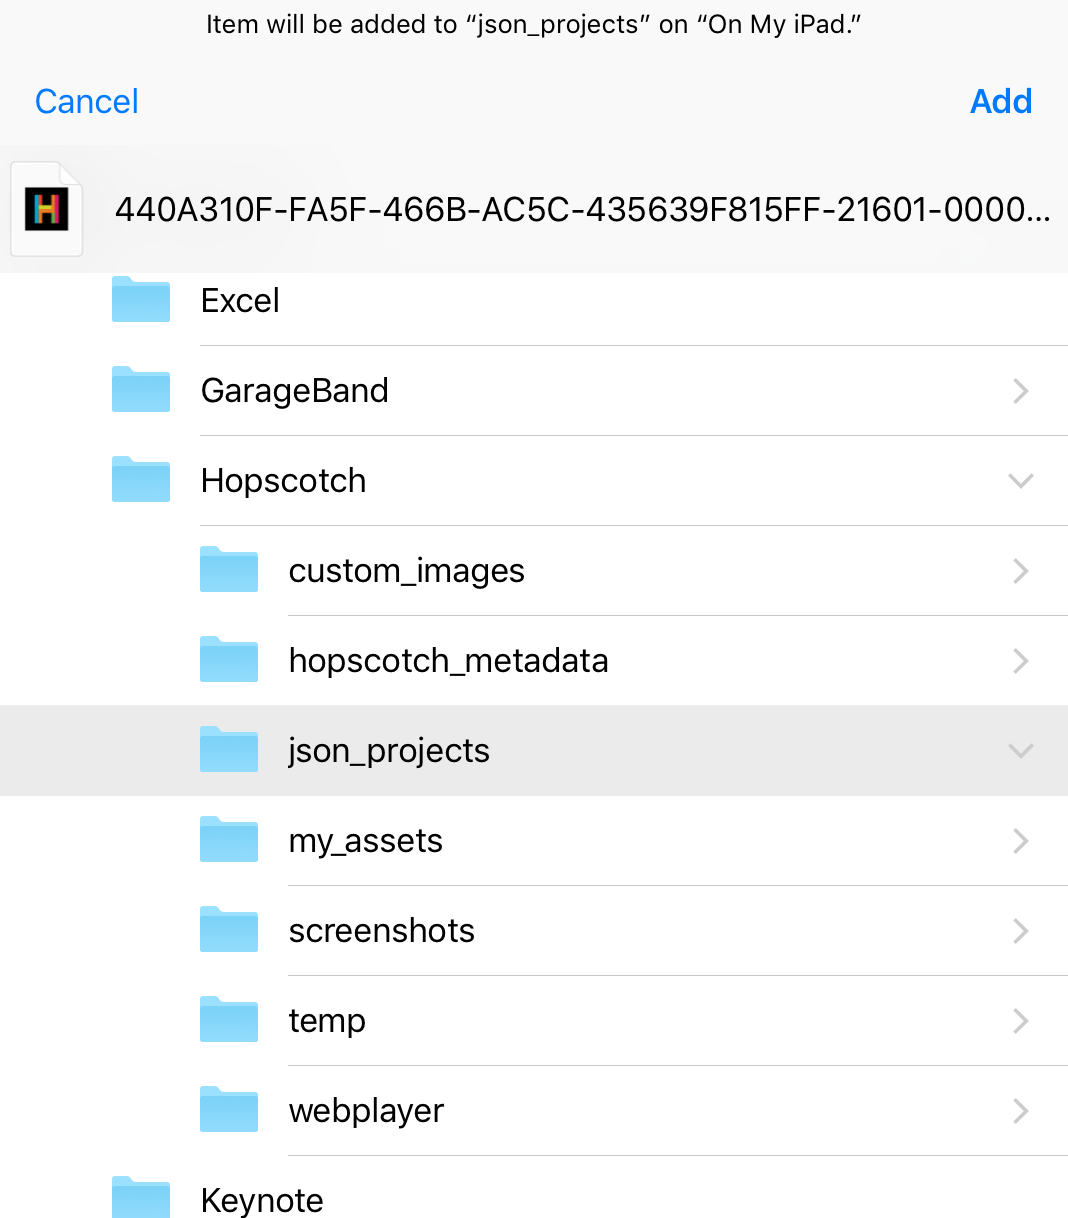 Item will be added to “json_projects” on “On My iPad.”
Cancel
Add
H
440A310F-FA5F-466B-AC5C-435639F815FF-21601-0000...
Excel
GarageBand
Hopscotch
custom_images
hopscotch_metadata
json_projects
my_assets
screenshots
temp
webplayer
Keynote